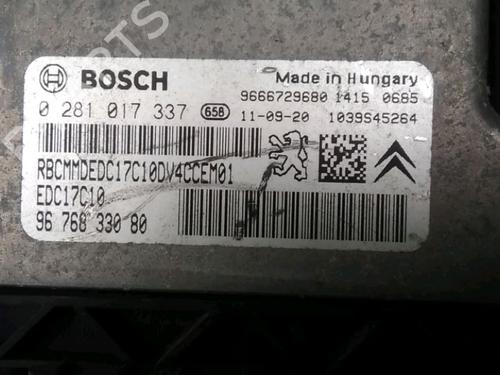 BOSCH
Made in Hungary
0 281 017 337 658
9666729680 1415 0685
11-09-20 1039S45264
RBCMMDEDC17C10DV4CCEM01
EDC17C10
96 768 330 80
PARTS